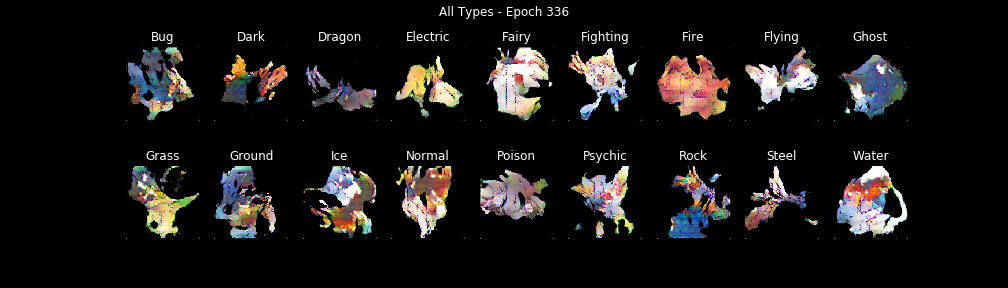 All Types - Epoch 336
Bug Dark Dragon Electric Fairy Fighting Fire Flying Ghost
Grass Ground Ice Normal Poison Psychic Rock Steel Water